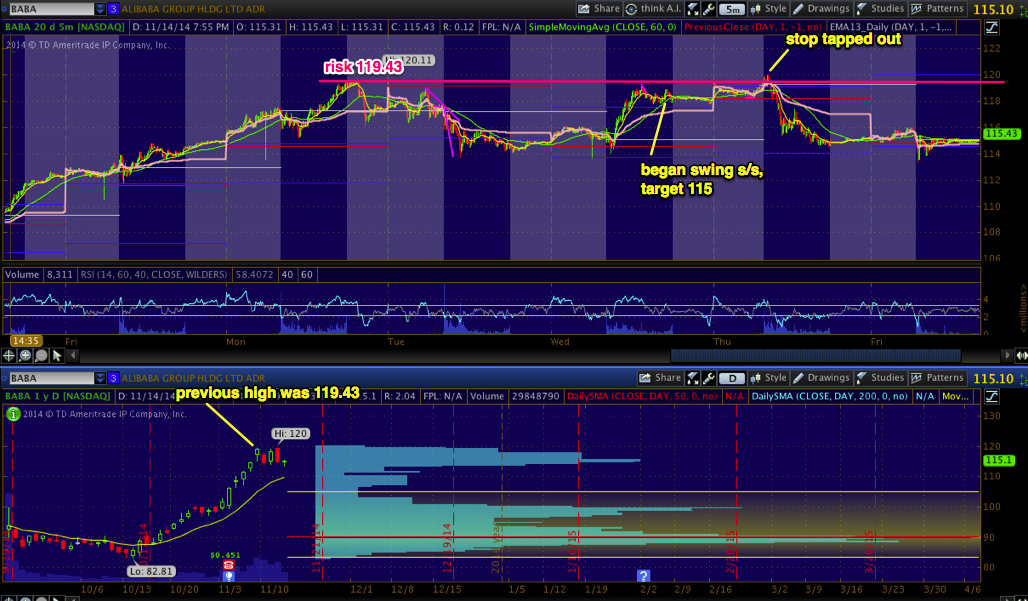 BABA 3 ALIBABA GROUP HLDG LTD ADR Share think A.I. 5m Style Drawings Studies Patterns 115.10
BABA 20 d 5m [NASDAQ] D: 11/14/14 7:55 PM O: 115.31 H: 115.43 L: 115.31 C: 115.43 R: 0.12 FPL: N/A SimpleMovingAvg (CLOSE, 60, 0) PreviousClose (DAY, 1, -1, no) EMA13_Daily (DAY, 1, -1,...
2014 © TD Ameritrade IP Company, Inc.
stop tapped out
risk 119.43
Hi: 120.11
began swing s/s,
target 115
122
120
118
116
115.43
114
112
110
108
106
Volume 8,311 RSI (14, 60, 40, CLOSE, WILDERS) 58.4072 40 60
4
2
0
<millions>
14:35 Fri Mon Tue Wed Thu Fri
BABA 3 ALIBABA GROUP HLDG LTD ADR Share D Style Drawings Studies Patterns 115.10
BABA 1 y D [NASDAQ] D: 11/14 15.1 R: 2.04 FPL: N/A Volume 29848790 DailySMA (CLOSE, DAY, 50, 0, no) N/A DailySMA (CLOSE, DAY, 200, 0, no) N/A Mov...
previous high was 119.43
2014 © TD Ameritrade IP Company, Inc.
Hi: 120
130
120
115.1
110
100
90
80
$0.451
Lo: 82.81
12/19/14
2014 year
2/20/15
3/20/15
10/6 10/13 10/20 11/3 11/10 12/1 12/8 12/15 1/5 1/12 1/19 2/2 2/9 2/16 3/2 3/9 3/16 3/23 3/30 4/6